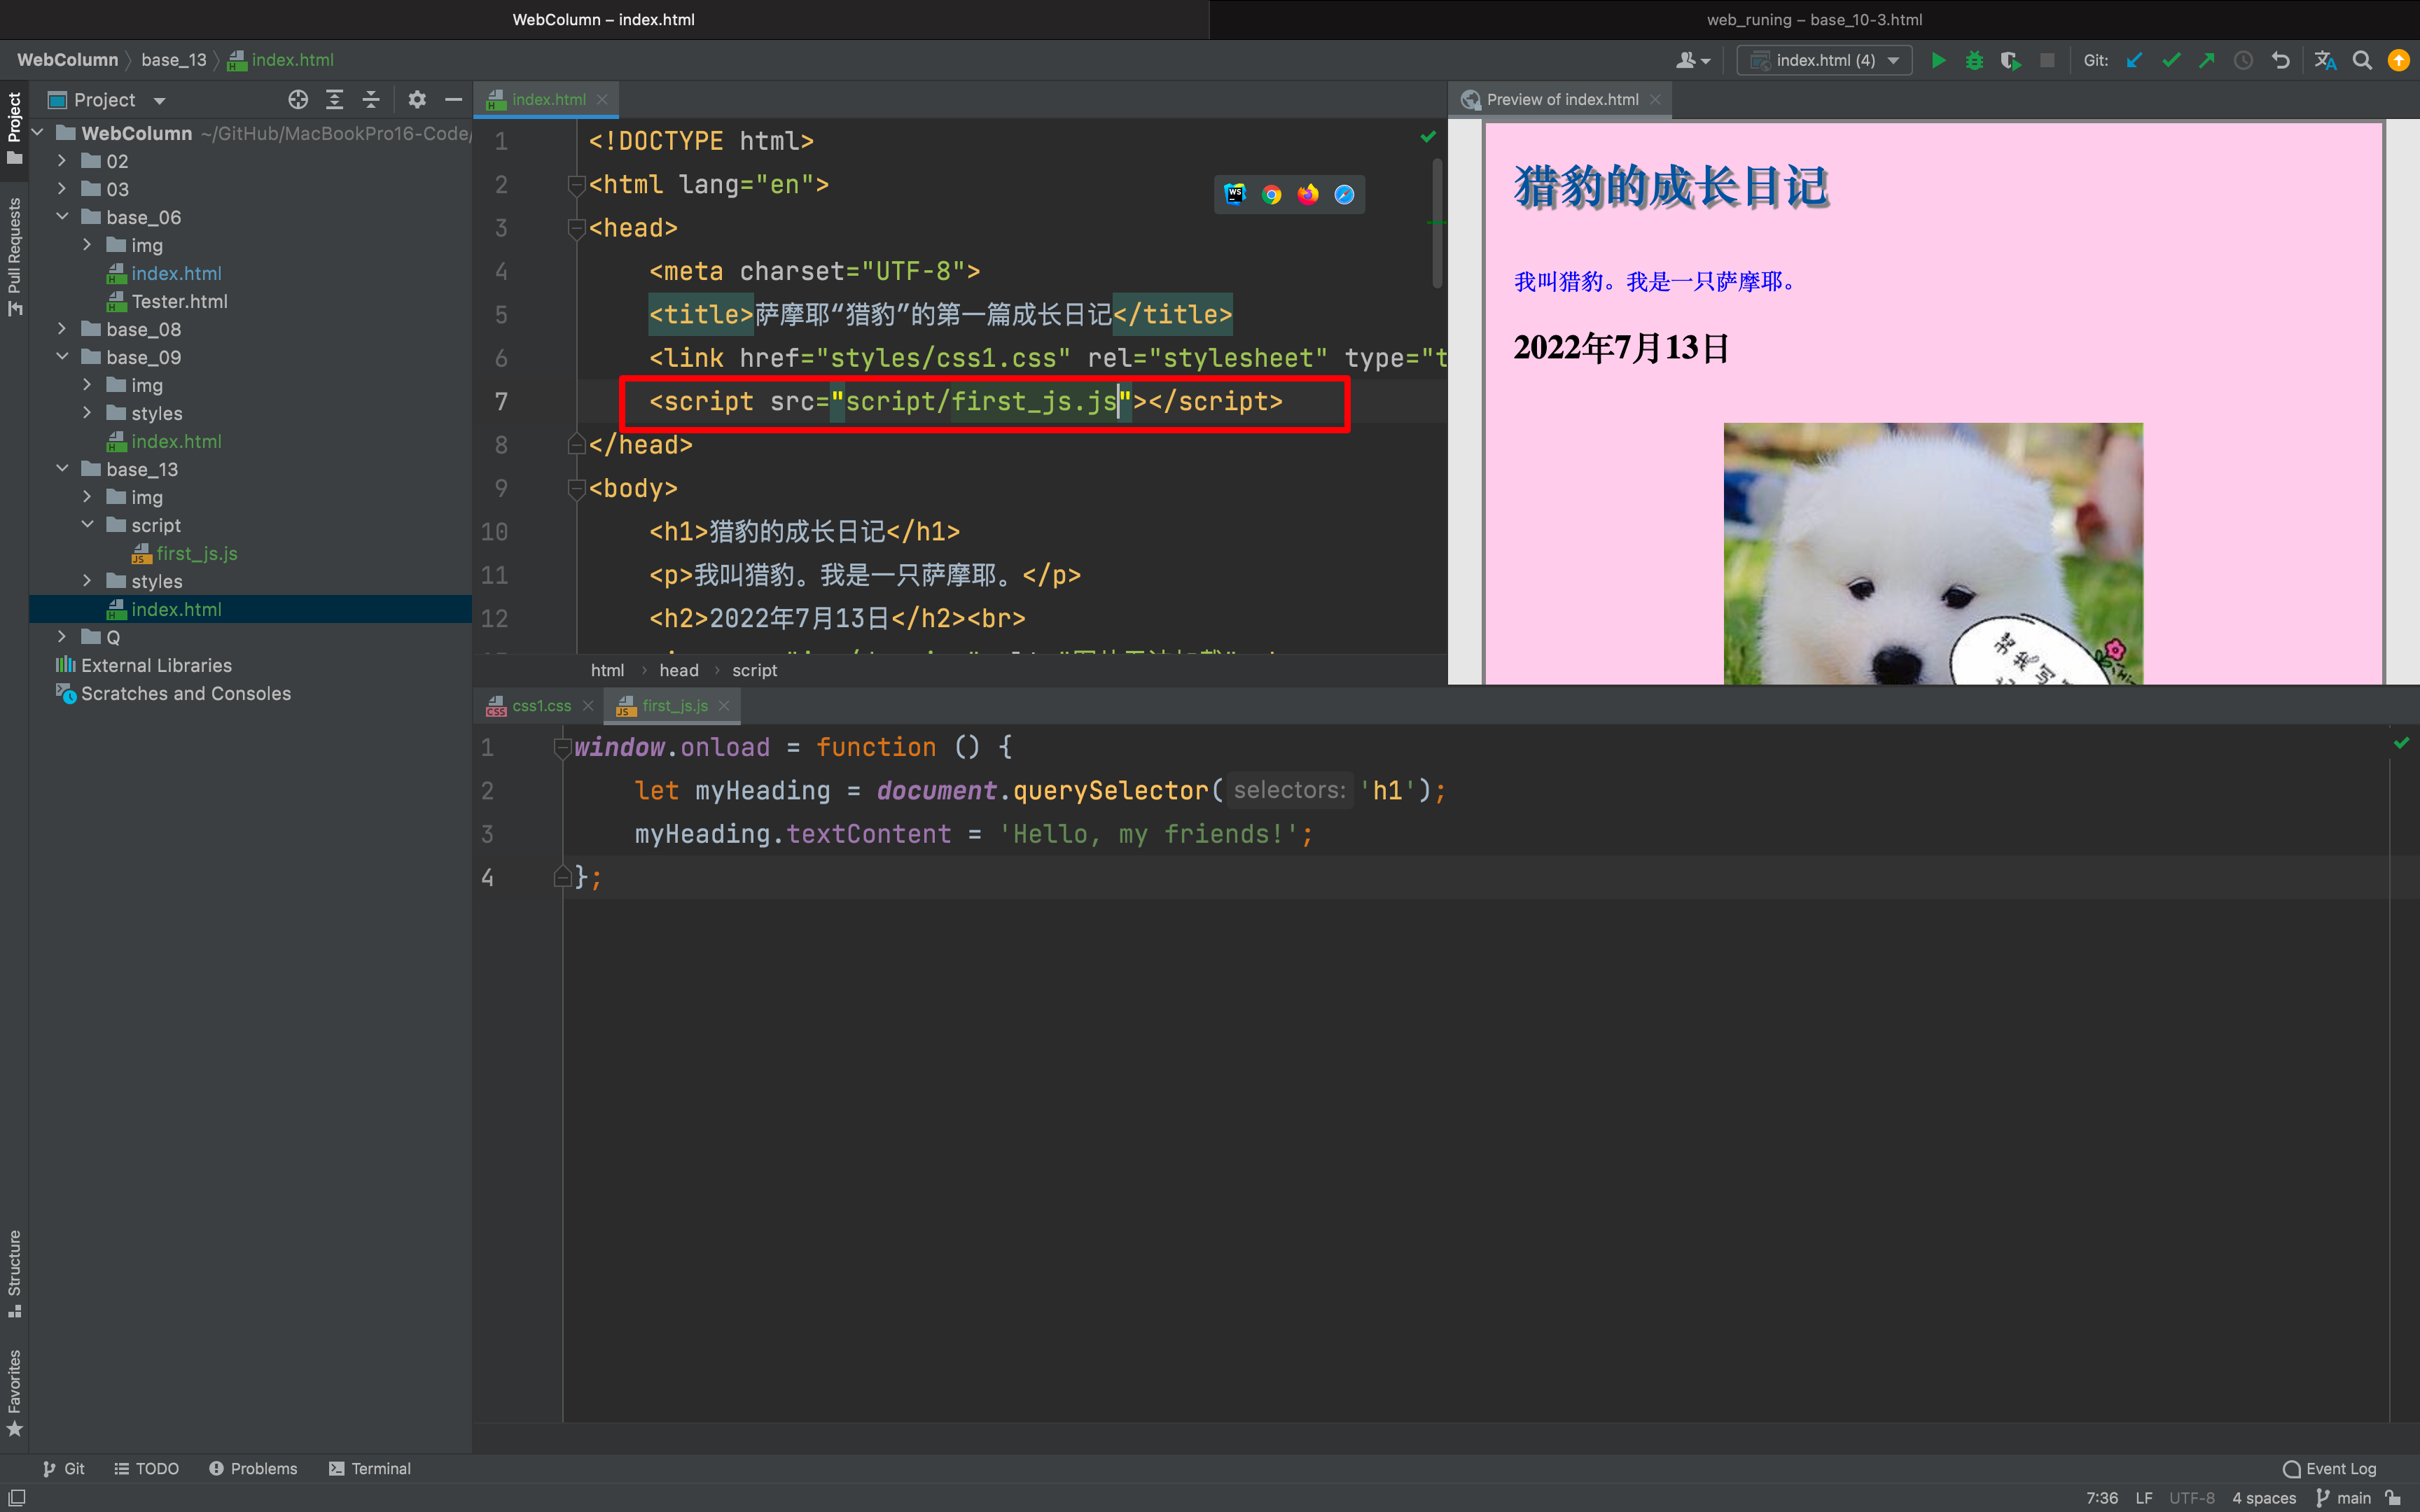 WebColumn – index.html
web_runing – base_10-3.html
WebColumn
base_13
index.html
index.html (4)
Git:
Project
Pull Requests
Structure
Favorites
Project
WebColumn ~/GitHub/MacBookPro16-Code/
02
03
base_06
img
index.html
Tester.html
base_08
base_09
img
styles
index.html
base_13
img
script
first_js.js
styles
index.html
Q
External Libraries
Scratches and Consoles
index.html
1 <!DOCTYPE html>
2 <html lang="en">
3 <head>
4 <meta charset="UTF-8">
5 <title>萨摩耶“猎豹”的第一篇成长日记</title>
6 <link href="styles/css1.css" rel="stylesheet" type="t
7 <script src="script/first_js.js"></script>
8 </head>
9 <body>
10 <h1>猎豹的成长日记</h1>
11 <p>我叫猎豹。我是一只萨摩耶。</p>
12 <h2>2022年7月13日</h2><br>
html
head
script
Preview of index.html
猎豹的成长日记
我叫猎豹。我是一只萨摩耶。
2022年7月13日
css1.css
first_js.js
1 window.onload = function () {
2 let myHeading = document.querySelector( selectors: 'h1');
3 myHeading.textContent = 'Hello, my friends!';
4 };
Git
TODO
Problems
Terminal
Event Log
7:36
LF
UTF-8
4 spaces
main